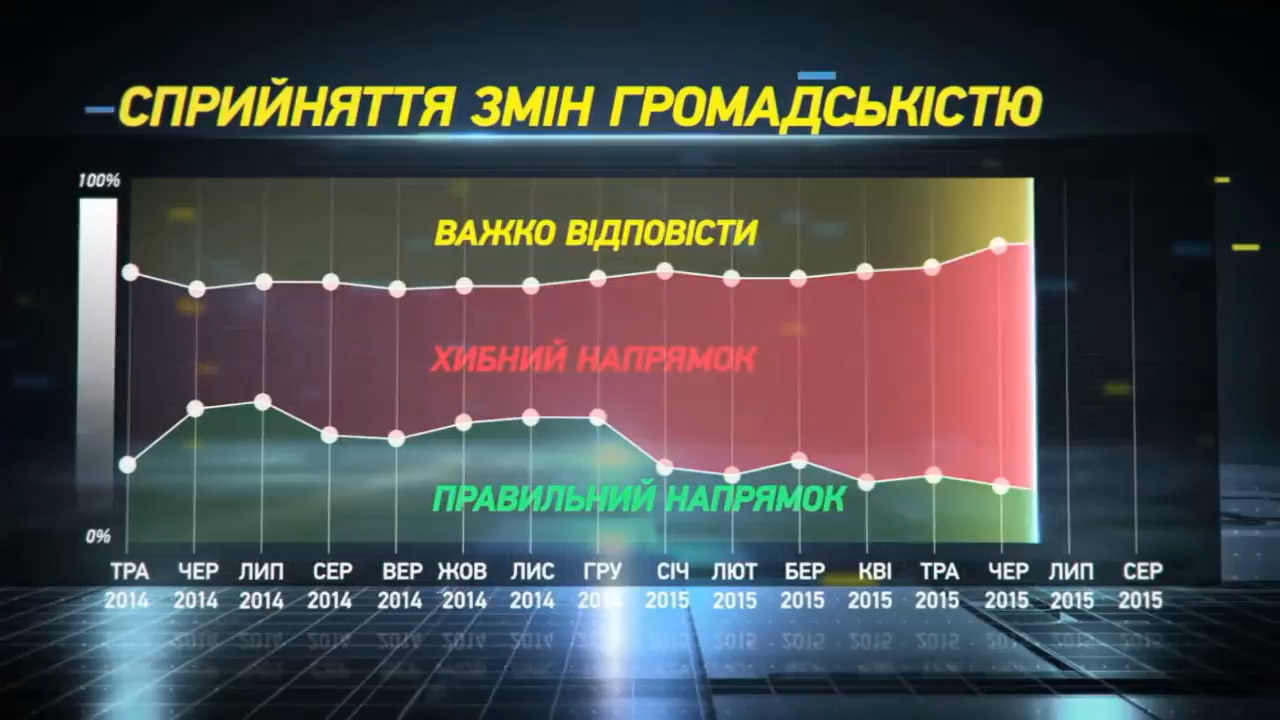 СПРИЙНЯТТЯ ЗМІН ГРОМАДСЬКІСТЮ
100%
ВАЖКО ВІДПОВІСТИ
ХИБНИЙ НАПРЯМОК
ПРАВИЛЬНИЙ НАПРЯМОК
0%
ТРА ЧЕР ЛИП СЕР ВЕР ЖОВ ЛИС ГРУ СІЧ ЛЮТ БЕР КВІ ТРА ЧЕР ЛИП СЕР
2014 2014 2014 2014 2014 2014 2014 2014 2015 2015 2015 2015 2015 2015 2015 2015